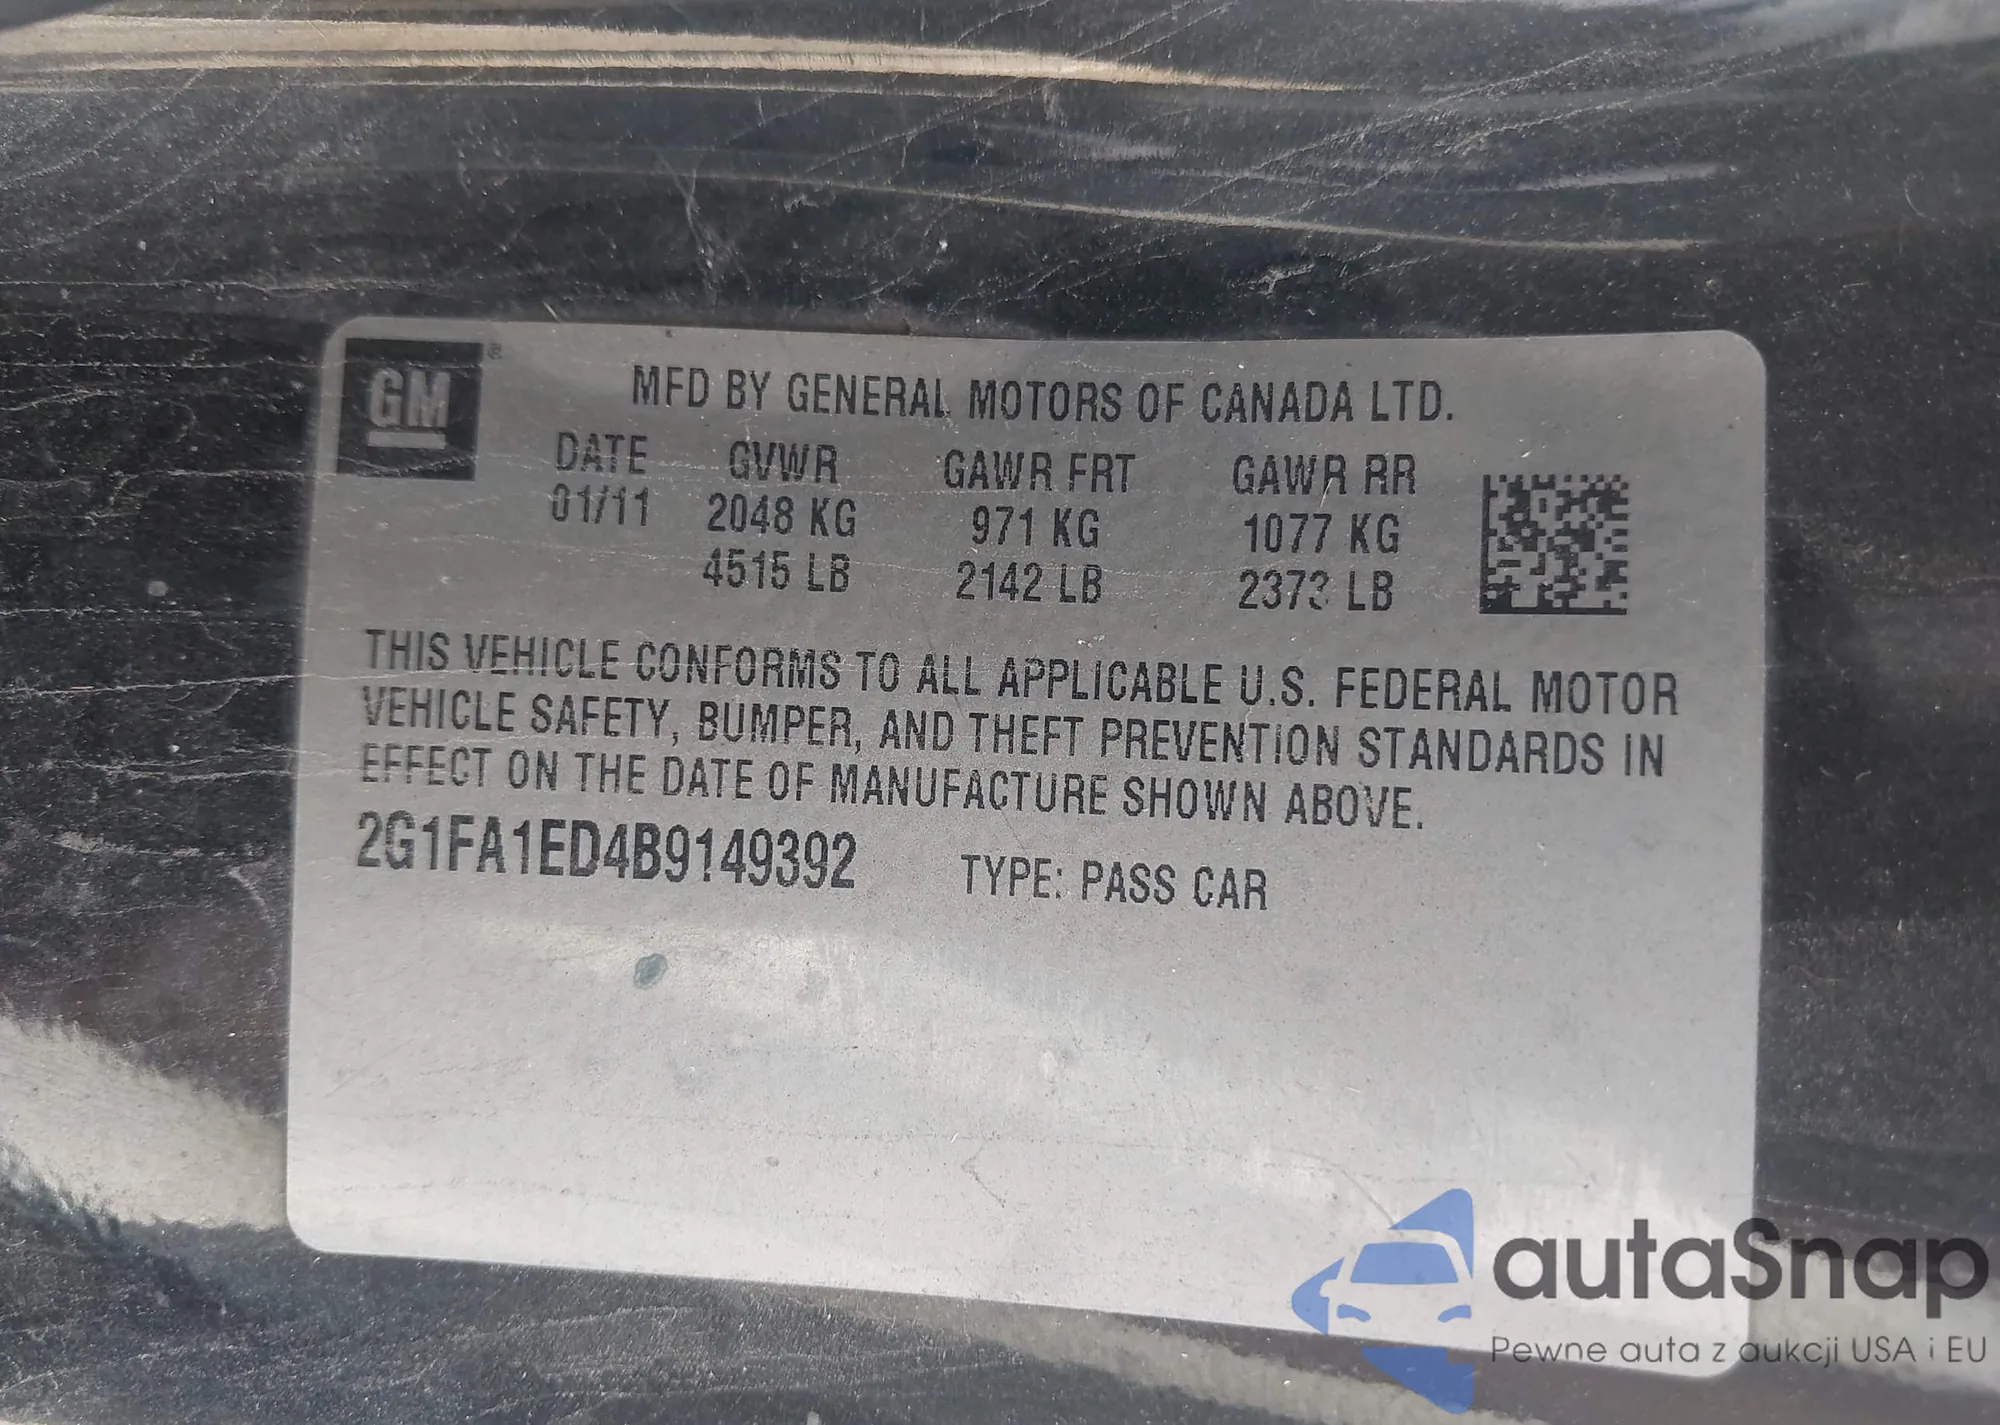 GM
MFD BY GENERAL MOTORS OF CANADA LTD.
DATE GVWR GAWR FRT GAWR RR
01/11 2048 KG 971 KG 1077 KG
4515 LB 2142 LB 2373 LB
THIS VEHICLE CONFORMS TO ALL APPLICABLE U.S. FEDERAL MOTOR
VEHICLE SAFETY, BUMPER, AND THEFT PREVENTION STANDARDS IN
EFFECT ON THE DATE OF MANUFACTURE SHOWN ABOVE.
2G1FA1ED4B9149392 TYPE: PASS CAR
autaSnap
Pewne auta z aukcji USA i EU